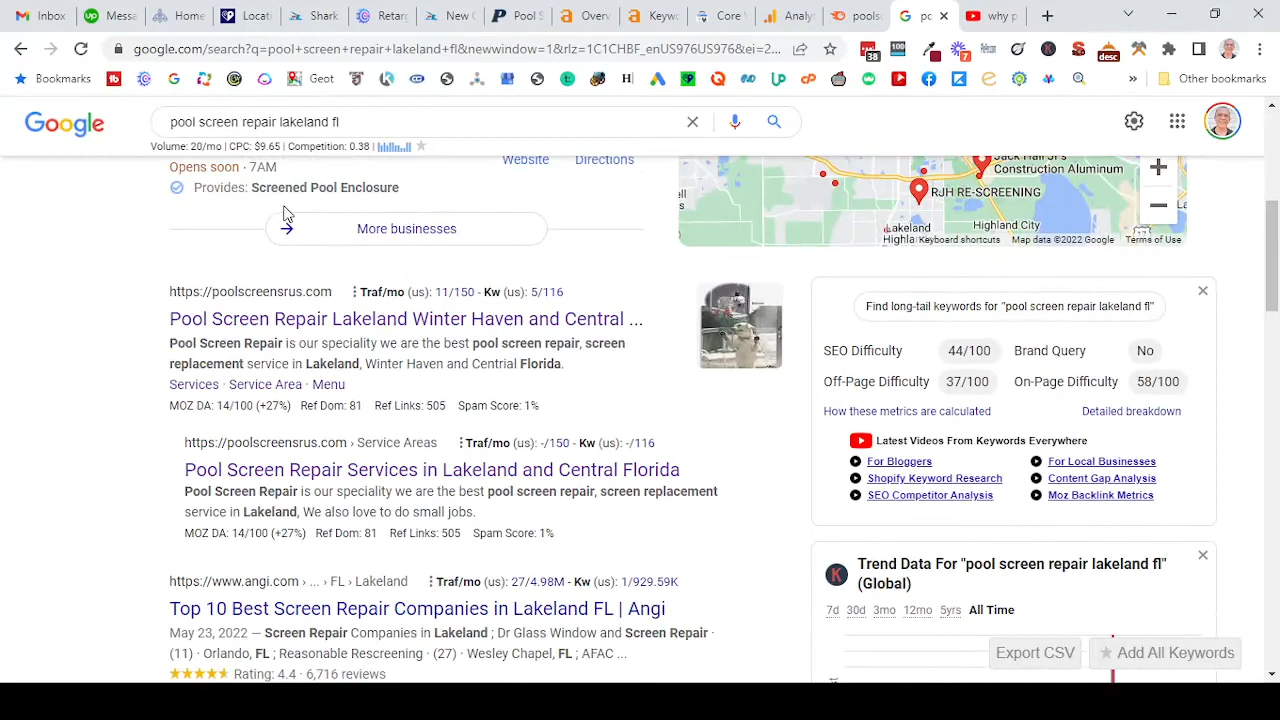 Inbox
Messa
Home
Locati
Shark
Retarg
New C
Pool S
Overv
Keywo
Core W
Analy
pools
po
why p
google.com/search?q=pool+screen+repair+lakeland+fl&newwindow=1&rlz=1C1CHBF_enUS976US976&ei=2...
38
100
7
desc
Bookmarks
Geot
Other bookmarks
Google
pool screen repair lakeland fl
Volume: 20/mo | CPC: $9.65 | Competition: 0.38 |
Opens soon · 7AM
Website
Directions
Provides: Screened Pool Enclosure
More businesses
Construction Aluminum
RJH RE-SCREENING
Lakeland
Highla
Highland City
Keyboard shortcuts
Map data ©2022 Google
Terms of Use
https://poolscreensrus.com
Traf/mo (us): 11/150 - Kw (us): 5/116
Pool Screen Repair Lakeland Winter Haven and Central ...
Pool Screen Repair is our speciality we are the best pool screen repair, screen
replacement service in Lakeland, Winter Haven and Central Florida.
Services · Service Area · Menu
MOZ DA: 14/100 (+27%) Ref Dom: 81 Ref Links: 505 Spam Score: 1%
https://poolscreensrus.com › Service Areas
Traf/mo (us): -/150 - Kw (us): -/116
Pool Screen Repair Services in Lakeland and Central Florida
Pool Screen Repair is our speciality we are the best pool screen repair, screen replacement
service in Lakeland, We also love to do small jobs.
MOZ DA: 14/100 (+27%) Ref Dom: 81 Ref Links: 505 Spam Score: 1%
https://www.angi.com › ... › FL › Lakeland
Traf/mo (us): 27/4.98M - Kw (us): 1/929.59K
Top 10 Best Screen Repair Companies in Lakeland FL | Angi
May 23, 2022 — Screen Repair Companies in Lakeland ; Dr Glass Window and Screen Repair ·
(11) · Orlando, FL ; Reasonable Rescreening · (27) · Wesley Chapel, FL ; AFAC ...
Rating: 4.4 · 6,716 reviews
Find long-tail keywords for "pool screen repair lakeland fl"
SEO Difficulty 44/100 Brand Query No
Off-Page Difficulty 37/100 On-Page Difficulty 58/100
How these metrics are calculated
Detailed breakdown
Latest Videos From Keywords Everywhere
For Bloggers
For Local Businesses
Shopify Keyword Research
Content Gap Analysis
SEO Competitor Analysis
Moz Backlink Metrics
Trend Data For "pool screen repair lakeland fl"
(Global)
7d 30d 3mo 12mo 5yrs All Time
Export CSV
Add All Keywords